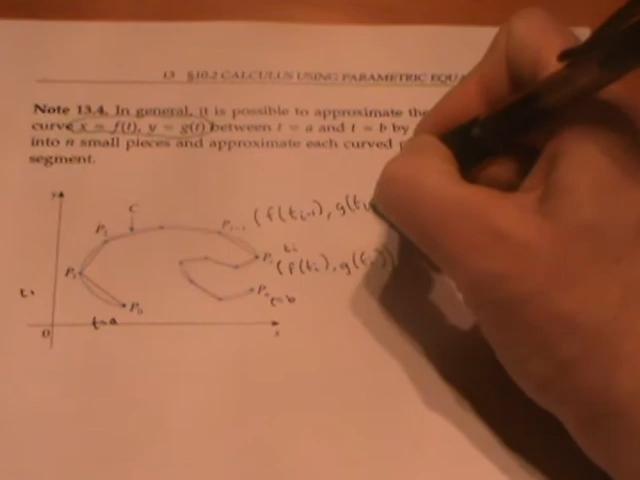 13 §10.2 CALCULUS USING PARAMETRIC EQUA
Note 13.4. In general, it is possible to approximate the
curve x = f(t), y = g(t) between t = a and t = b by
into n small pieces and approximate each curved
segment.
y
C
P₂
Pᵢ₋₁ (f(tᵢ₋₁), g(t
tᵢ
Pᵢ (f(tᵢ), g(tᵢ))
P₁
Pₙ
t=b
t₁
P₀
t=a
0
x